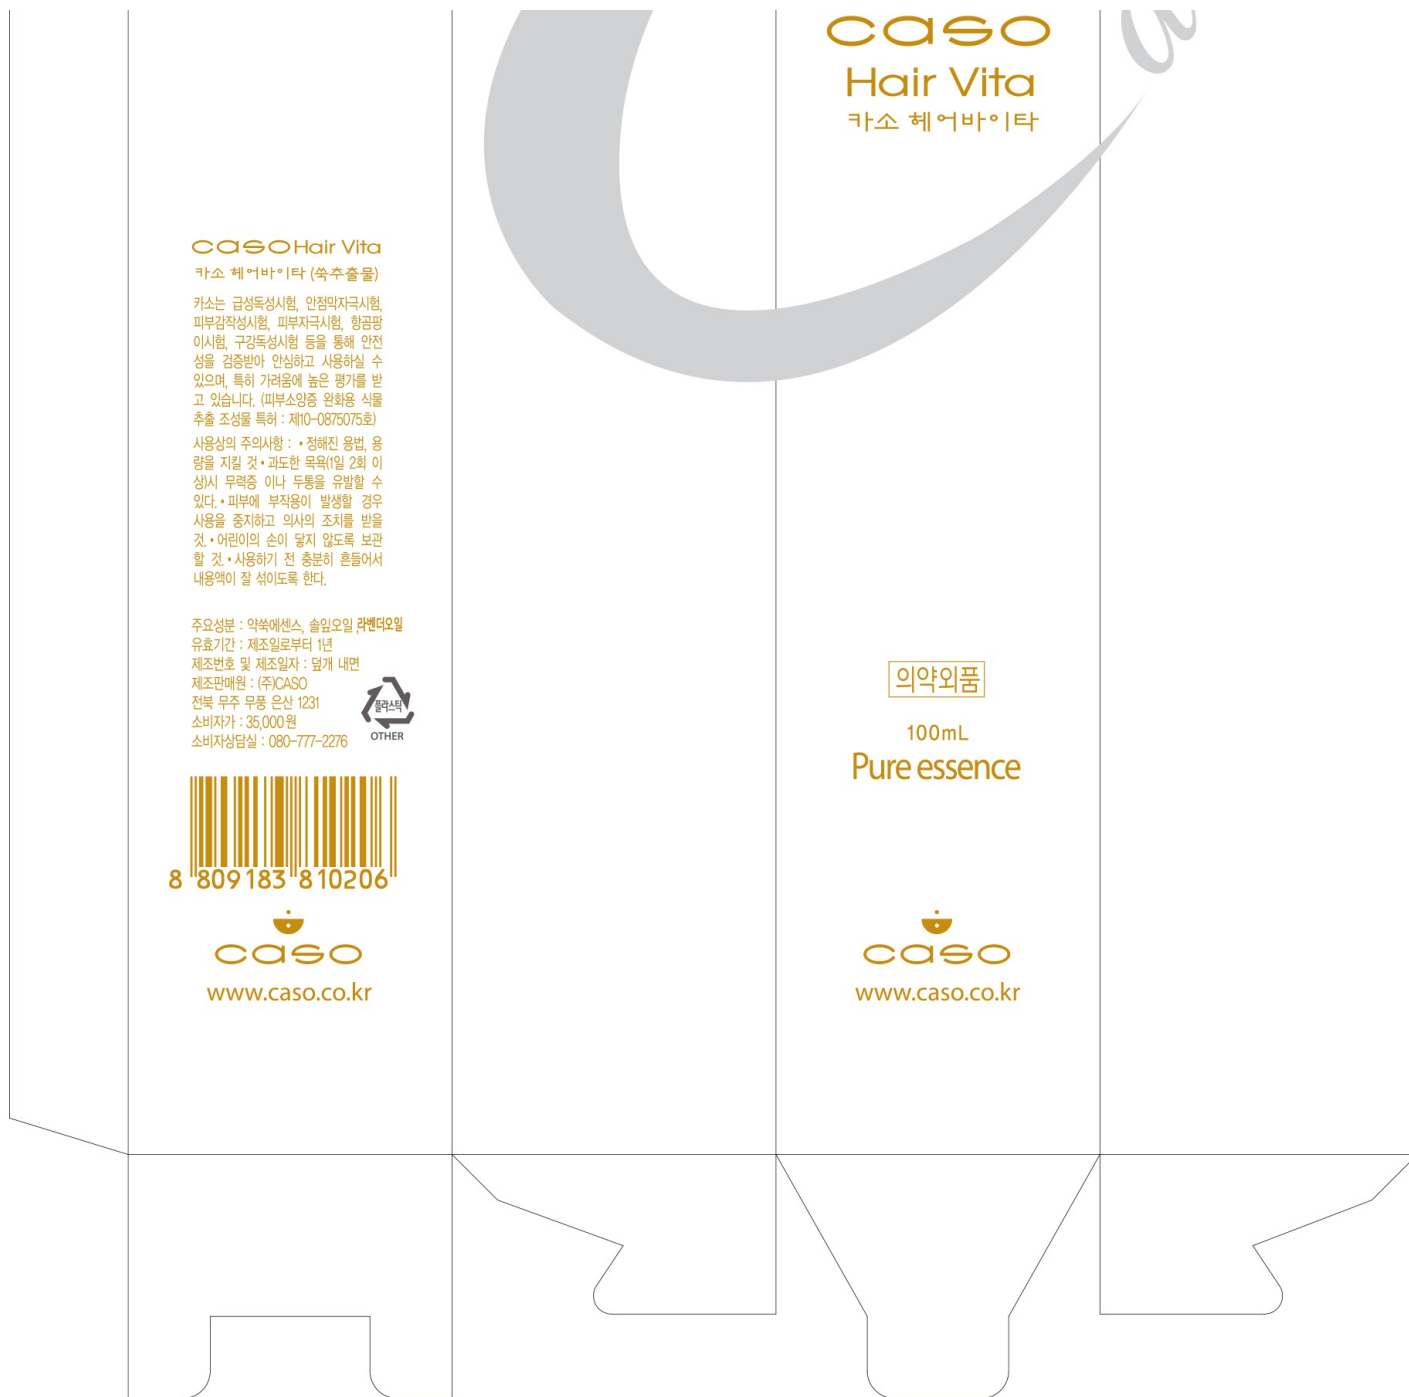 caso Hair Vita
카소 헤어바이타 (쑥추출물)
카소는 급성독성시험, 안점막자극시험,
피부감작성시험, 피부자극시험, 항곰팡
이시험, 구강독성시험 등을 통해 안전
성을 검증받아 안심하고 사용하실 수
있으며, 특히 가려움에 높은 평가를 받
고 있습니다. (피부소양증 완화용 식물
추출 조성물 특허 : 제10-0875075호)
사용상의 주의사항 : • 정해진 용법, 용
량을 지킬 것 • 과도한 목욕(1일 2회 이
상)시 무력증 이나 두통을 유발할 수
있다. • 피부에 부작용이 발생할 경우
사용을 중지하고 의사의 조치를 받을
것. • 어린이의 손이 닿지 않도록 보관
할 것. • 사용하기 전 충분히 흔들어서
내용액이 잘 섞이도록 한다.
주요성분 : 약쑥에센스, 솔잎오일 ,라벤더오일
유효기간 : 제조일로부터 1년
제조번호 및 제조일자 : 덮개 내면
제조판매원 : (주)CASO
전북 무주 무풍 은산 1231
소비자가 : 35,000원
소비자상담실 : 080-777-2276
플라스틱
OTHER
8 809183 810206
caso
www.caso.co.kr
caso
Hair Vita
카소 헤어바이타
의약외품
100mL
Pure essence
caso
www.caso.co.kr
a